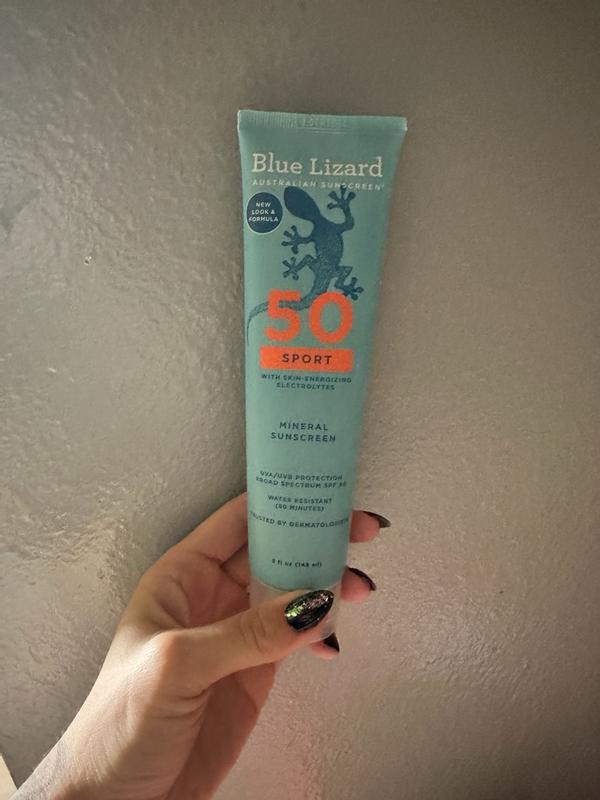 Blue Lizard
AUSTRALIAN SUNSCREEN
NEW
LOOK &
FORMULA
50
SPORT
WITH SKIN-ENERGIZING
ELECTROLYTES
MINERAL
SUNSCREEN
UVA/UVB PROTECTION
BROAD SPECTRUM SPF 50
WATER RESISTANT
(80 MINUTES)
TRUSTED BY DERMATOLOGISTS
5 fl oz (148 ml)